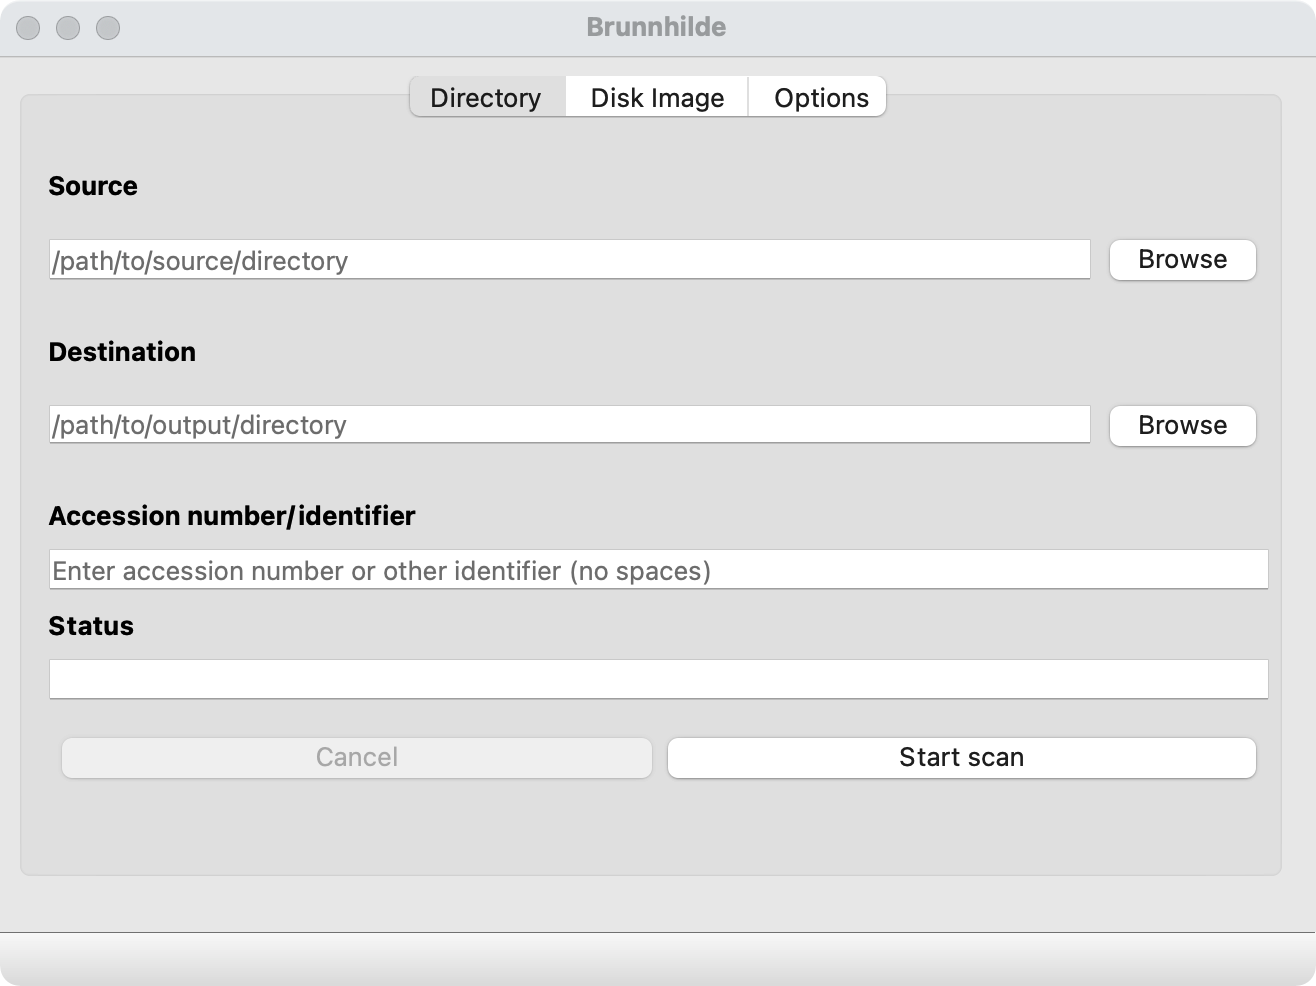 Brunnhilde
Directory Disk Image Options
Source
/path/to/source/directory Browse
Destination
/path/to/output/directory Browse
Accession number/identifier
Enter accession number or other identifier (no spaces)
Status
Cancel Start scan